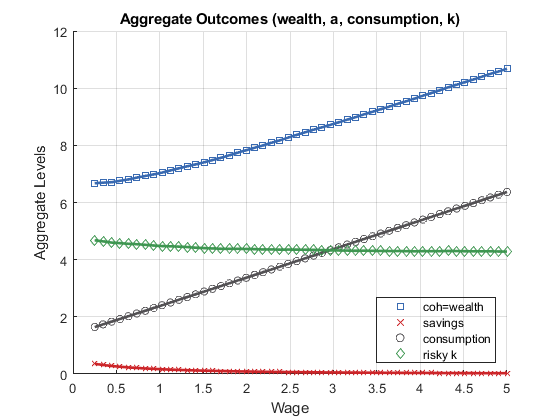 Aggregate Outcomes (wealth, a, consumption, k)
12
10
8
6
4
2
0
Aggregate Levels
0 0.5 1 1.5 2 2.5 3 3.5 4 4.5 5
Wage
coh=wealth
savings
consumption
risky k